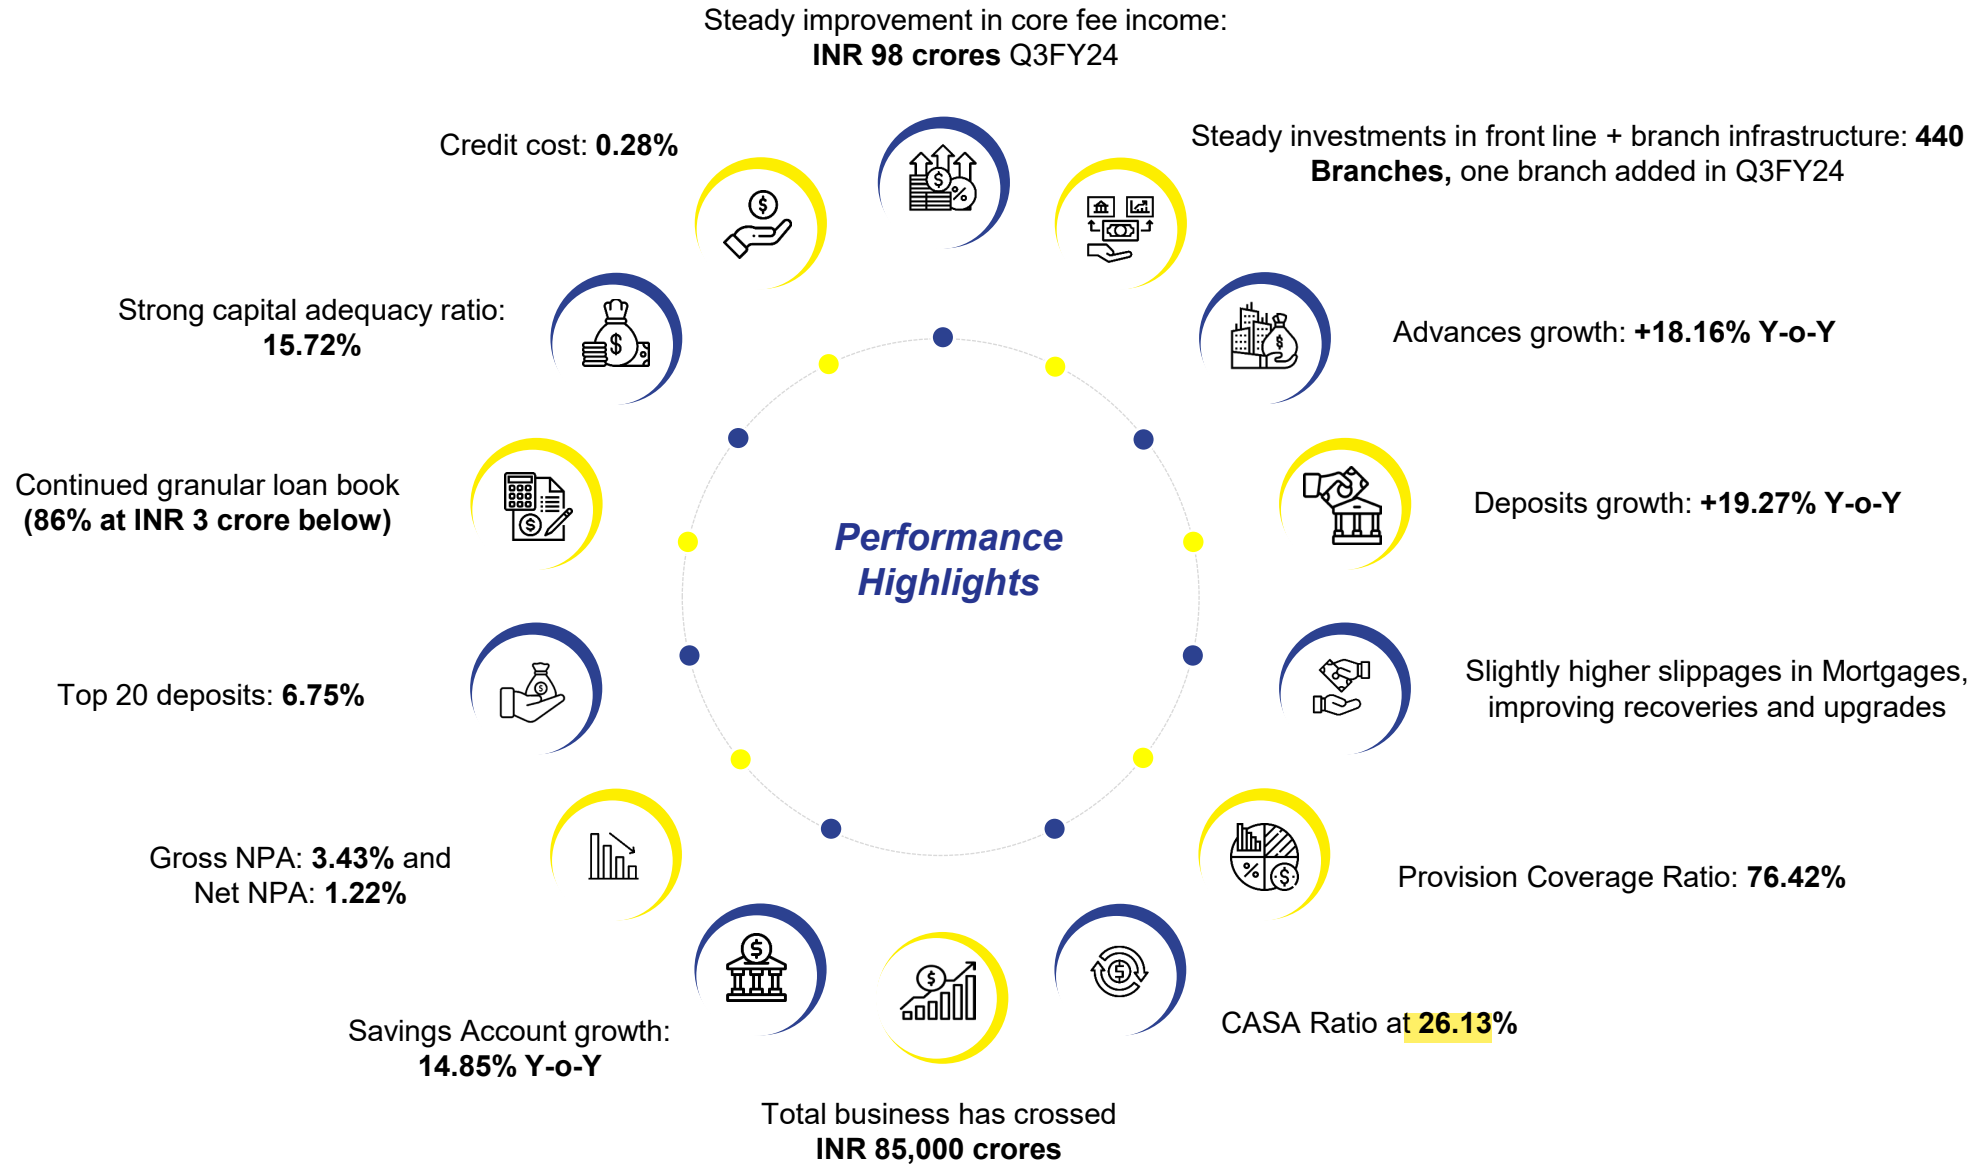 Steady improvement in core fee income:
INR 98 crores Q3FY24
Credit cost: 0.28%
Steady investments in front line + branch infrastructure: 440
Branches, one branch added in Q3FY24
Strong capital adequacy ratio:
15.72%
Advances growth: +18.16% Y-o-Y
Continued granular loan book
(86% at INR 3 crore below)
Deposits growth: +19.27% Y-o-Y
Performance
Highlights
Top 20 deposits: 6.75%
Slightly higher slippages in Mortgages,
improving recoveries and upgrades
Gross NPA: 3.43% and
Net NPA: 1.22%
Provision Coverage Ratio: 76.42%
Savings Account growth:
14.85% Y-o-Y
CASA Ratio at 26.13%
Total business has crossed
INR 85,000 crores